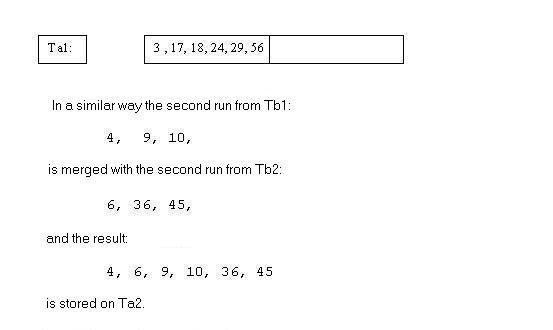 Ta1: 3 , 17, 18, 24, 29, 56
In a similar way the second run from Tb1:
4, 9, 10,
is merged with the second run from Tb2:
6, 36, 45,
and the result:
4, 6, 9, 10, 36, 45
is stored on Ta2.